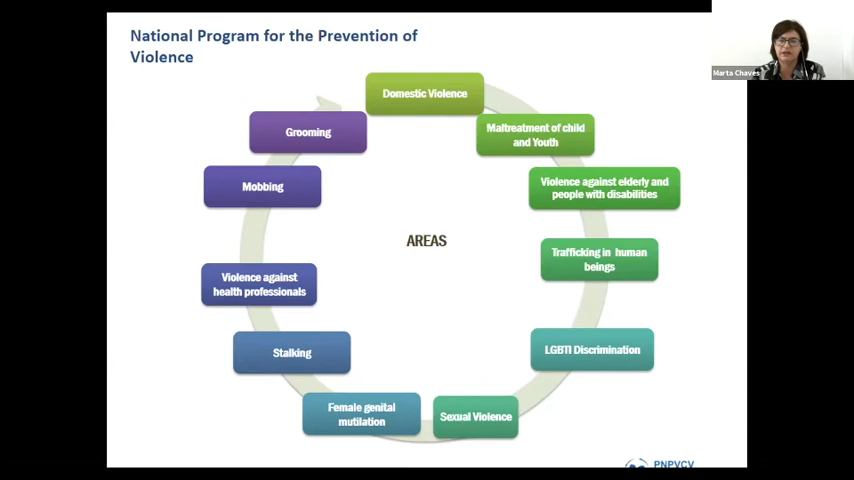 National Program for the Prevention of
Violence
Marta Chaves
Domestic Violence
Maltreatment of child
and Youth
Violence against elderly and
people with disabilities
Trafficking in human
beings
LGBTI Discrimination
Sexual Violence
Female genital
mutilation
Stalking
Violence against
health professionals
Mobbing
Grooming
AREAS
PNPVCV